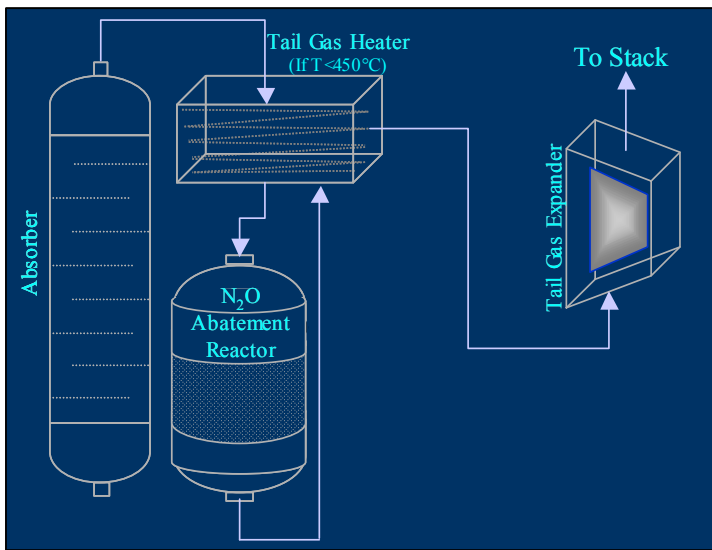 Tail Gas Heater
(If T<450°C)
To Stack
Absorber
Tail Gas Expander
N₂O
Abatement
Reactor